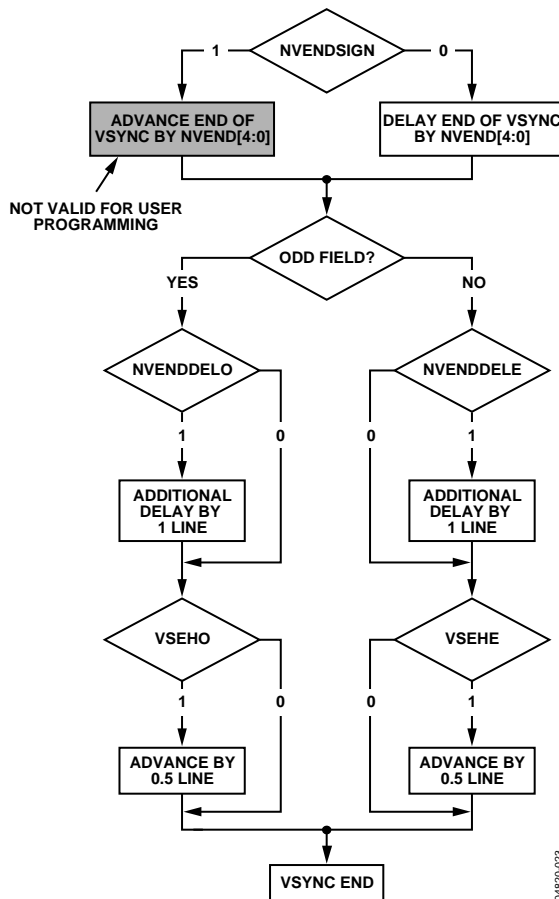 NVENDSIGN
1
0
ADVANCE END OF
VSYNC BY NVEND[4:0]
DELAY END OF VSYNC
BY NVEND[4:0]
NOT VALID FOR USER
PROGRAMMING
ODD FIELD?
YES
NO
NVENDDELO
NVENDDELE
1
0
0
1
ADDITIONAL
DELAY BY
1 LINE
ADDITIONAL
DELAY BY
1 LINE
VSEHO
VSEHE
1
0
0
1
ADVANCE BY
0.5 LINE
ADVANCE BY
0.5 LINE
VSYNC END
04820-023